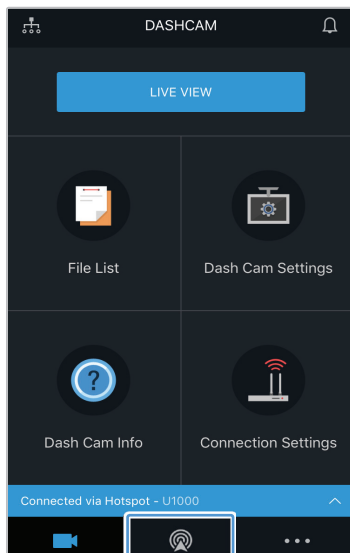 DASHCAM
LIVE VIEW
File List
Dash Cam Settings
Dash Cam Info
Connection Settings
Connected via Hotspot - U1000